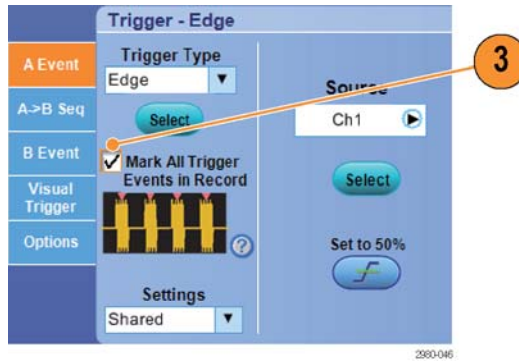 Trigger - Edge
A Event
A->B Seq
B Event
Visual
Trigger
Options
Trigger Type
Edge
Select
Mark All Trigger
Events in Record
?
Settings
Shared
Source
Ch1
Select
Set to 50%
3
2980-046